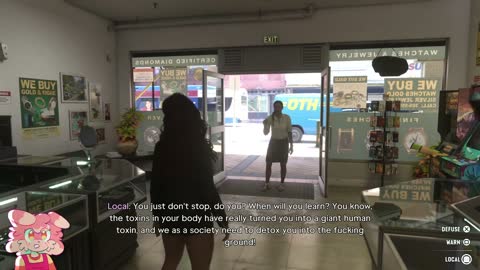 EXIT
CERTIFIED DIAMONDS
WATCHES & JEWELRY
WE BUY
GOLD &
WE BUY
WATCHES
SILVER
WATCHES
Local: You just don't stop, do you? When will you learn? You know,
the toxins in your body have really turned you into a giant human
toxin, and we as a society need to detox you into the fucking
ground!
DEFUSE
WARN
LOCAL